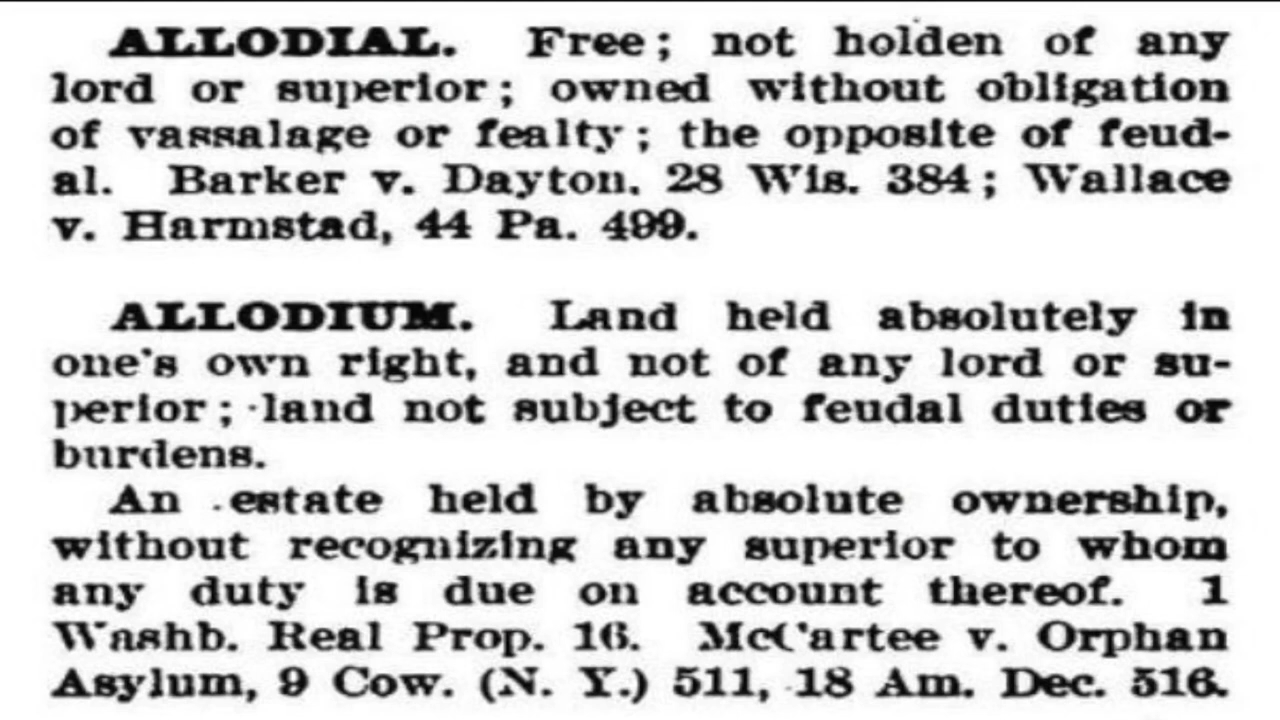 ALLODIAL. Free; not holden of any
lord or superior; owned without obligation
of vassalage or fealty; the opposite of feud-
al. Barker v. Dayton. 28 Wis. 384; Wallace
v. Harmstad, 44 Pa. 499.
ALLODIUM. Land held absolutely in
one's own right, and not of any lord or su-
perior; land not subject to feudal duties or
burdens.
An estate held by absolute ownership,
without recognizing any superior to whom
any duty is due on account thereof. 1
Washb. Real Prop. 16. McCartee v. Orphan
Asylum, 9 Cow. (N. Y.) 511, 18 Am. Dec. 516.